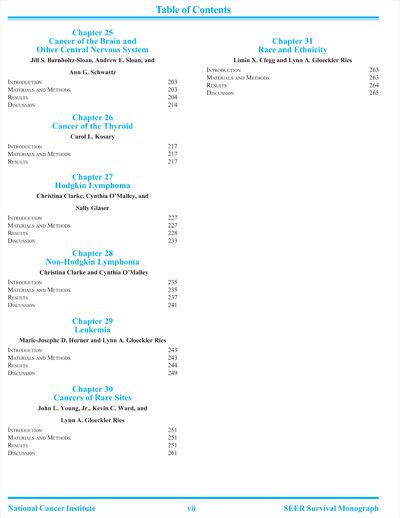 Table of Contents
Chapter 25
Cancer of the Brain and
Other Central Nervous System
Jill S. Barnholtz-Sloan, Andrew E. Sloan, and
Ann G. Schwartz
Introduction 203
Materials and Methods 203
Results 204
Discussion 214
Chapter 26
Cancer of the Thyroid
Carol L. Kosary
Introduction 217
Materials and Methods 217
Results 217
Chapter 27
Hodgkin Lymphoma
Christina Clarke, Cynthia O'Malley, and
Sally Glaser
Introduction 227
Materials and Methods 227
Results 228
Discussion 233
Chapter 28
Non-Hodgkin Lymphoma
Christina Clarke and Cynthia O'Malley
Introduction 235
Materials and Methods 235
Results 237
Discussion 241
Chapter 29
Leukemia
Marie-Josephe D. Horner and Lynn A. Gloeckler Ries
Introduction 243
Materials and Methods 243
Results 244
Discussion 249
Chapter 30
Cancers of Rare Sites
John L. Young, Jr., Kevin C. Ward, and
Lynn A. Gloeckler Ries
Introduction 251
Materials and Methods 251
Results 251
Discussion 261
Chapter 31
Race and Ethnicity
Limin X. Clegg and Lynn A. Gloeckler Ries
Introduction 263
Materials and Methods 263
Results 264
Discussion 265
National Cancer Institute vii SEER Survival Monograph